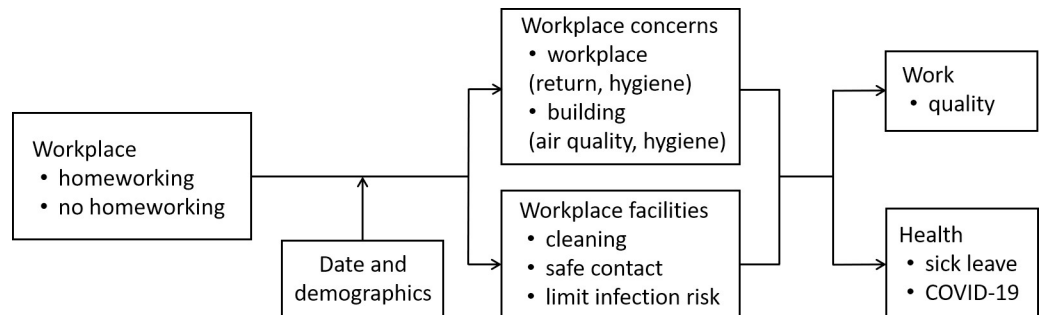 Workplace
• homeworking
• no homeworking
Date and
demographics
Workplace concerns
• workplace
(return, hygiene)
• building
(air quality, hygiene)
Workplace facilities
• cleaning
• safe contact
• limit infection risk
Work
• quality
Health
• sick leave
• COVID-19